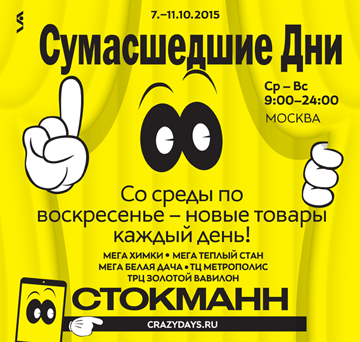 7.–11.10.2015
Сумасшедшие Дни
Ср – Вс
9:00–24:00
МОСКВА
Со среды по
воскресенье – новые товары
каждый день!
МЕГА ХИМКИ • МЕГА ТЕПЛЫЙ СТАН
МЕГА БЕЛАЯ ДАЧА • ТЦ МЕТРОПОЛИС
ТРЦ ЗОЛОТОЙ ВАВИЛОН
СТОКМАНН
CRAZYDAYS.RU